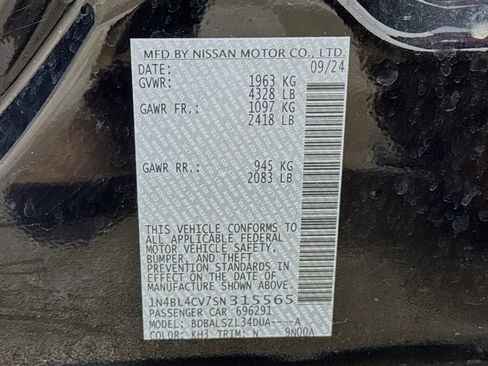 MFD BY NISSAN MOTOR CO., LTD.
DATE: 09/24
GVWR: 1963 KG
4328 LB
GAWR FR.: 1097 KG
2418 LB
GAWR RR.: 945 KG
2083 LB
THIS VEHICLE CONFORMS TO
ALL APPLICABLE FEDERAL
MOTOR VEHICLE SAFETY,
BUMPER, AND THEFT
PREVENTION STANDARDS IN
EFFECT ON THE DATE OF
MANUFACTURE SHOWN ABOVE.
1N4BL4CV7SN315565
PASSENGER CAR 696291
MODEL: BDBALSZL34DUA----A
COLOR: KH3 TRIM: N 9N00A